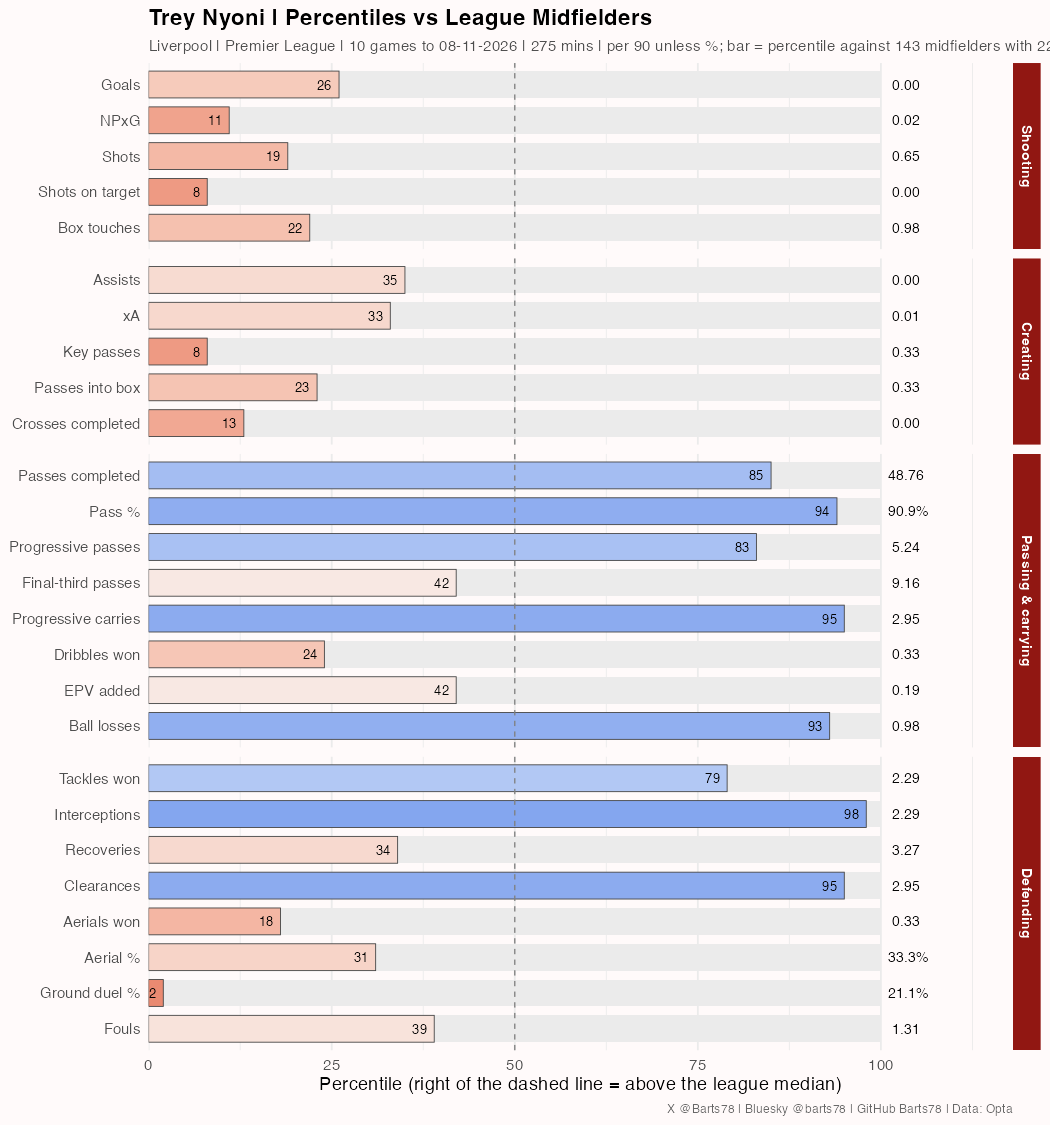 Trey Nyoni | Percentiles vs League Midfielders
Liverpool | Premier League | 10 games to 08-11-2026 | 275 mins | per 90 unless %; bar = percentile against 143 midfielders with 22
Goals 26 0.00
NPxG 11 0.02
Shots 19 0.65
Shots on target 8 0.00
Box touches 22 0.98
Shooting
Assists 35 0.00
xA 33 0.01
Key passes 8 0.33
Passes into box 23 0.33
Crosses completed 13 0.00
Creating
Passes completed 85 48.76
Pass % 94 90.9%
Progressive passes 83 5.24
Final-third passes 42 9.16
Progressive carries 95 2.95
Dribbles won 24 0.33
EPV added 42 0.19
Ball losses 93 0.98
Passing & carrying
Tackles won 79 2.29
Interceptions 98 2.29
Recoveries 34 3.27
Clearances 95 2.95
Aerials won 18 0.33
Aerial % 31 33.3%
Ground duel % 2 21.1%
Fouls 39 1.31
Defending
0 25 50 75 100
Percentile (right of the dashed line = above the league median)
X @Barts78 | Bluesky @barts78 | GitHub Barts78 | Data: Opta